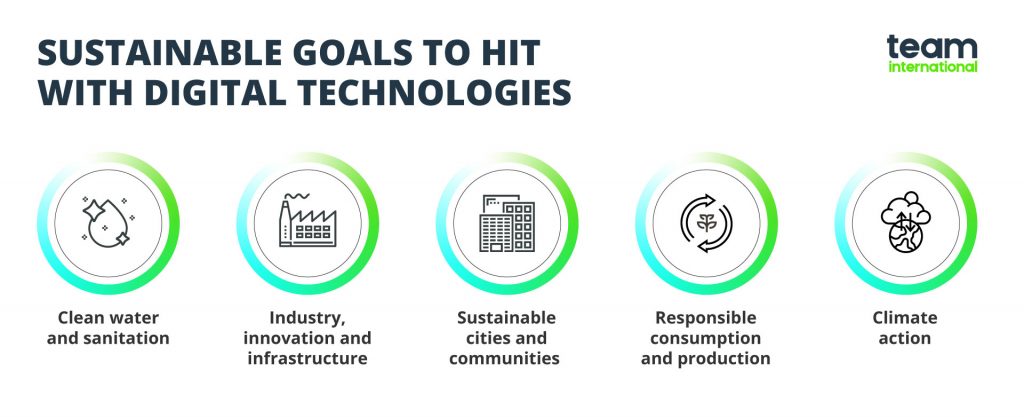 SUSTAINABLE GOALS TO HIT
WITH DIGITAL TECHNOLOGIES
team
international
Clean water
and sanitation
Industry,
innovation and
infrastructure
Sustainable
cities and
communities
Responsible
consumption
and production
Climate
action